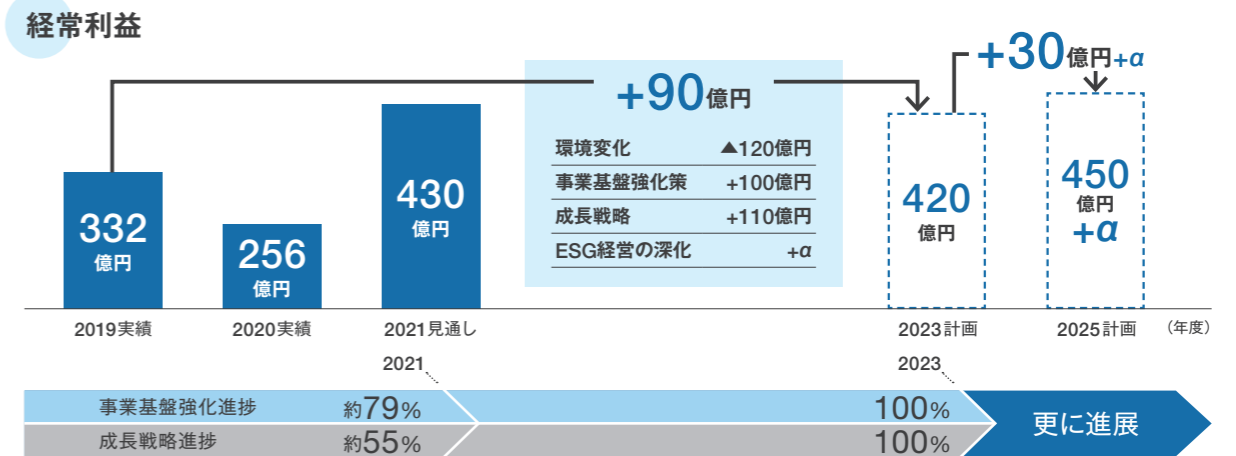 経常利益
+30億円+α
+90億円
環境変化 ▲120億円
事業基盤強化策 +100億円
成長戦略 +110億円
ESG経営の深化 +α
332
億円
256
億円
430
億円
420
億円
450
億円
+α
2019実績 2020実績 2021見通し 2023計画 2025計画 (年度)
2021 2023
事業基盤強化進捗 約79% 100%
成長戦略進捗 約55% 100%
更に進展